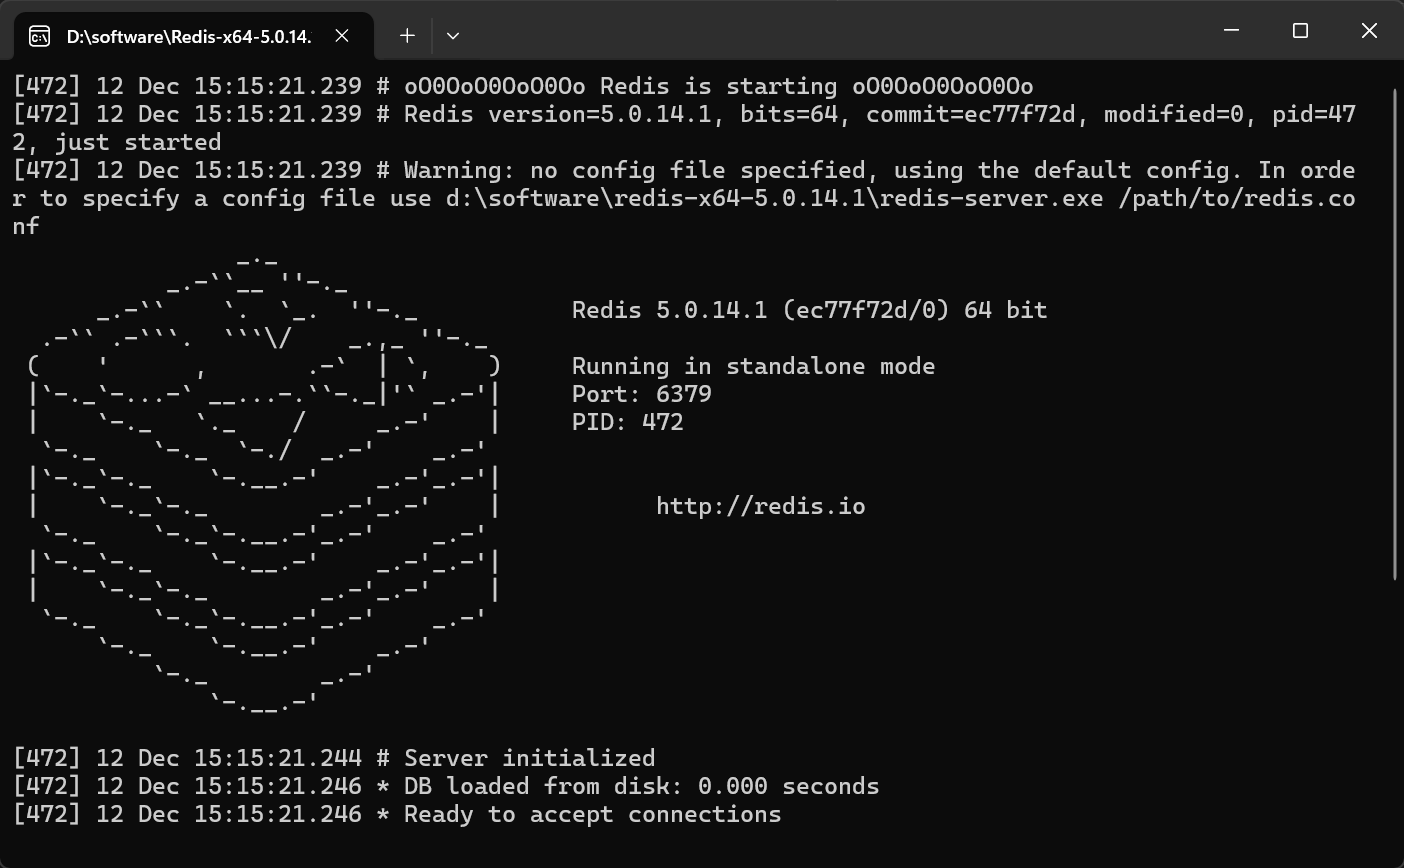 D:\software\Redis-x64-5.0.14.
[472] 12 Dec 15:15:21.239 # oO0OoO0OoO0Oo Redis is starting oO0OoO0OoO0Oo
[472] 12 Dec 15:15:21.239 # Redis version=5.0.14.1, bits=64, commit=ec77f72d, modified=0, pid=47
2, just started
[472] 12 Dec 15:15:21.239 # Warning: no config file specified, using the default config. In orde
r to specify a config file use d:\software\redis-x64-5.0.14.1\redis-server.exe /path/to/redis.co
nf
Redis 5.0.14.1 (ec77f72d/0) 64 bit
Running in standalone mode
Port: 6379
PID: 472
http://redis.io
[472] 12 Dec 15:15:21.244 # Server initialized
[472] 12 Dec 15:15:21.246 * DB loaded from disk: 0.000 seconds
[472] 12 Dec 15:15:21.246 * Ready to accept connections